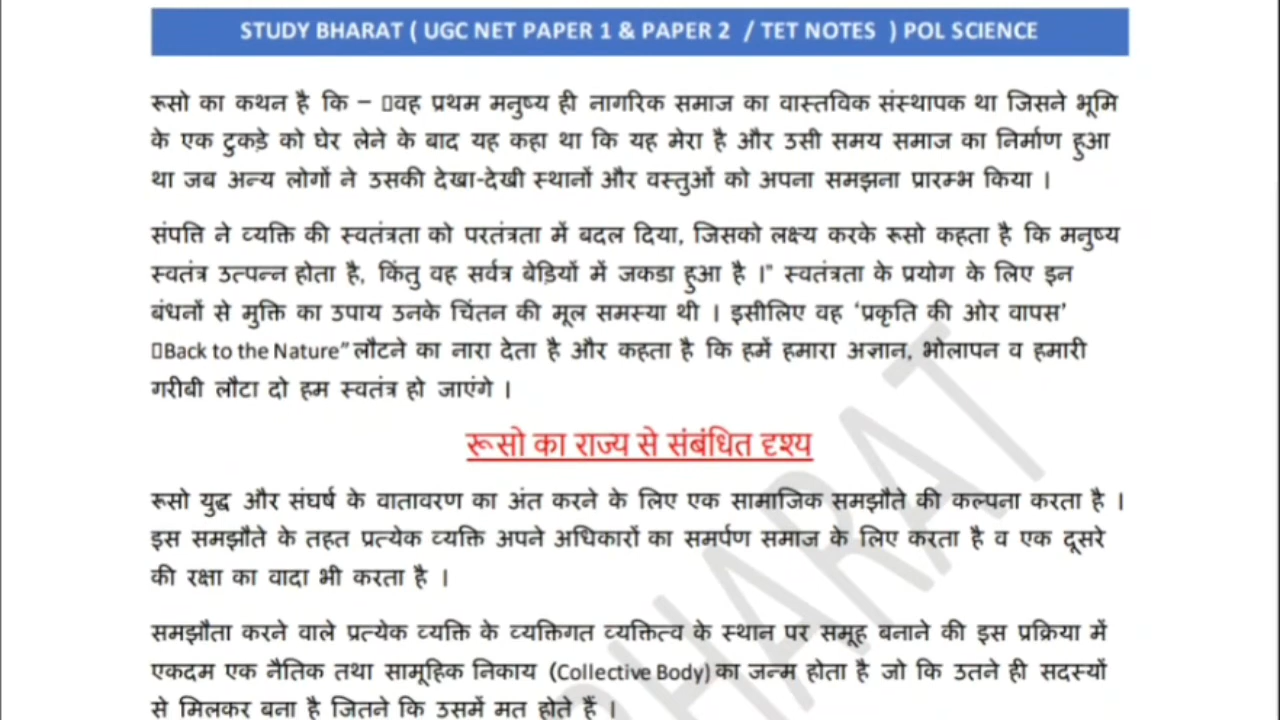 STUDY BHARAT ( UGC NET PAPER 1 & PAPER 2 / TET NOTES ) POL SCIENCE
रूसो का कथन है कि – वह प्रथम मनुष्य ही नागरिक समाज का वास्तविक संस्थापक था जिसने भूमि
के एक टुकड़े को घेर लेने के बाद यह कहा था कि यह मेरा है और उसी समय समाज का निर्माण हुआ
था जब अन्य लोगों ने उसकी देखा-देखी स्थानों और वस्तुओं को अपना समझना प्रारम्भ किया ।
संपत्ति ने व्यक्ति की स्वतंत्रता को परतंत्रता में बदल दिया, जिसको लक्ष्य करके रूसो कहता है कि मनुष्य
स्वतंत्र उत्पन्न होता है, किंतु वह सर्वत्र बेड़ियों में जकडा हुआ है ।" स्वतंत्रता के प्रयोग के लिए इन
बंधनों से मुक्ति का उपाय उनके चिंतन की मूल समस्या थी । इसीलिए वह ‘प्रकृति की ओर वापस’
Back to the Nature” लौटने का नारा देता है और कहता है कि हमें हमारा अज्ञान, भोलापन व हमारी
गरीबी लौटा दो हम स्वतंत्र हो जाएंगे ।
रूसो का राज्य से संबंधित दृश्य
रूसो युद्ध और संघर्ष के वातावरण का अंत करने के लिए एक सामाजिक समझौते की कल्पना करता है ।
इस समझौते के तहत प्रत्येक व्यक्ति अपने अधिकारों का समर्पण समाज के लिए करता है व एक दूसरे
की रक्षा का वादा भी करता है ।
समझौता करने वाले प्रत्येक व्यक्ति के व्यक्तिगत व्यक्तित्व के स्थान पर समूह बनाने की इस प्रक्रिया में
एकदम एक नैतिक तथा सामूहिक निकाय (Collective Body) का जन्म होता है जो कि उतने ही सदस्यों
से मिलकर बना है जितने कि उसमें मत होते हैं ।
BHARAT